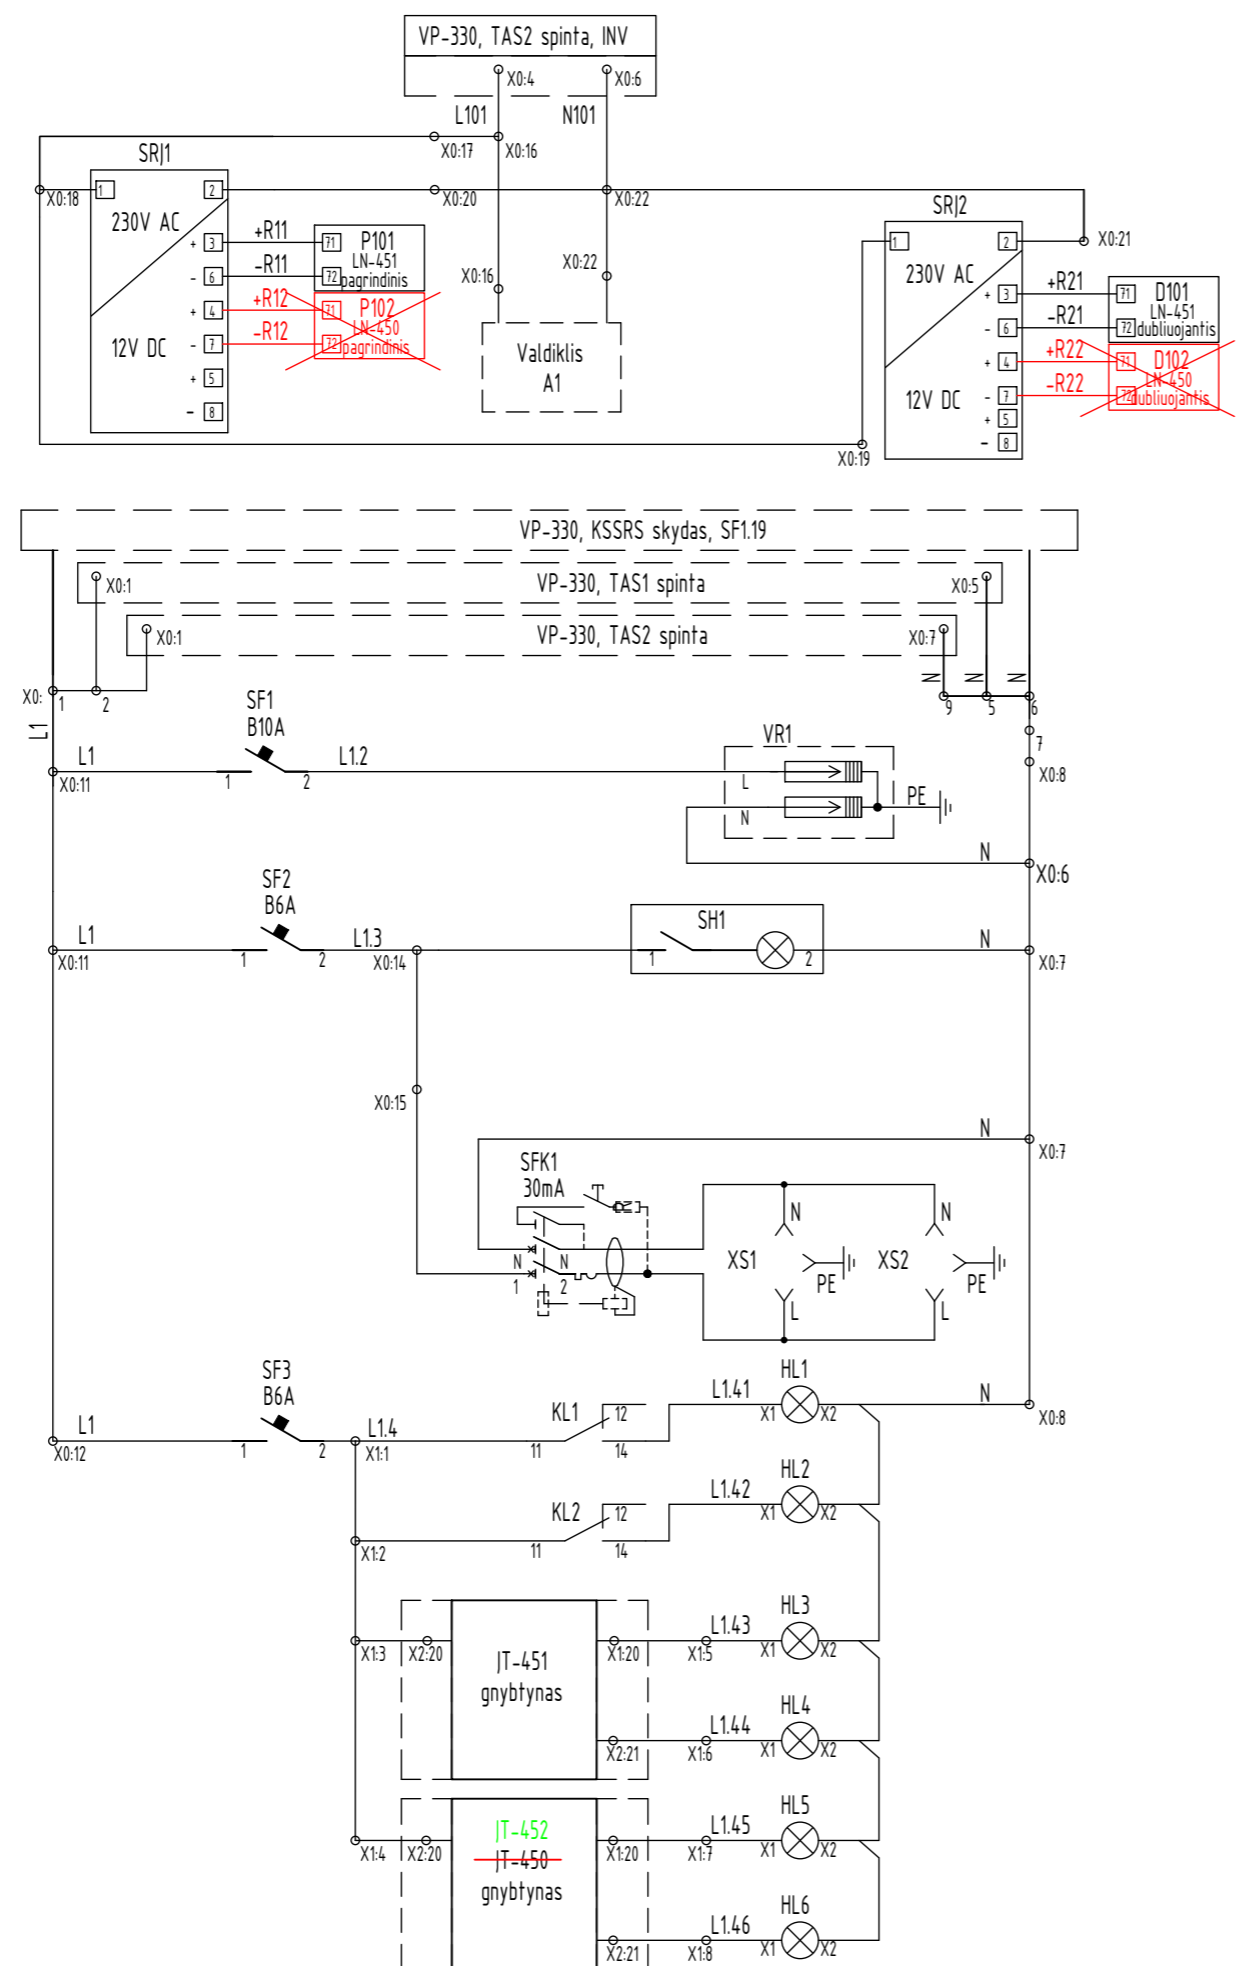 VP-330, TAS2 spinta, INV
X0:4
X0:6
L101
N101
X0:17
X0:16
SRJ1
X0:18
1
2
X0:20
X0:22
SRJ2
230V AC
+ 3
+R11
71
P101
LN-451
- 6
-R11
72
pagrindinis
+ 4
+R12
71
P102
LN-450
- 7
-R12
72
pagrindinis
12V DC
+ 5
- 8
X0:16
X0:22
Valdiklis
A1
1
2
X0:21
230V AC
+ 3
+R21
71
D101
LN-451
- 6
-R21
72
dubliuojantis
+ 4
+R22
71
D102
LN-450
- 7
-R22
72
dubliuojantis
12V DC
+ 5
- 8
X0:19
VP-330, KSSRS skydas, SF1.19
X0:1
VP-330, TAS1 spinta
X0:5
X0:1
VP-330, TAS2 spinta
X0:7
N
N
N
X0:
1
2
9
5
6
L1
7
X0:8
SF1
B10A
L1
X0:11
1
2
L1.2
VR1
L
N
PE
N
X0:6
SF2
B6A
L1
X0:11
1
2
L1.3
X0:14
SH1
1
2
N
X0:7
X0:15
N
X0:7
SFK1
30mA
R
N
N
1
2
N
N
XS1
XS2
PE
PE
L
L
SF3
B6A
L1
X0:12
1
2
L1.4
X1:1
KL1
12
11
14
L1.41
HL1
X1
X2
N
X0:8
KL2
12
X1:2
11
14
L1.42
HL2
X1
X2
X1:3
X2:20
JT-451
gnybtynas
X1:20
L1.43
X1:5
HL3
X1
X2
X2:21
L1.44
X1:6
HL4
X1
X2
X1:4
X2:20
JT-452
JT-450
gnybtynas
X1:20
L1.45
X1:7
HL5
X1
X2
X2:21
L1.46
X1:8
HL6
X1
X2